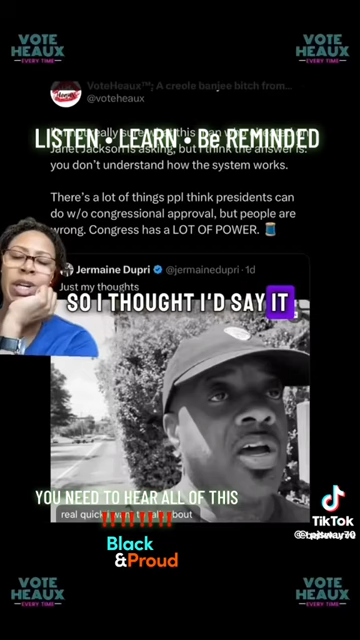 VOTE
HEAUX
EVERY TIME
VOTE
HEAUX
EVERY TIME
VoteHeaux™; A creole banjee bitch from...
@voteheaux
LISTEN • LEARN • Be REMINDED
Janet Jackson is asking, but I think the answer is:
you don't understand how the system works.
There's a lot of things ppl think presidents can
do w/o congressional approval, but people are
wrong. Congress has a LOT OF POWER.
Jermaine Dupri @jermainedupri · 1d
Just my thoughts
SO I THOUGHT I'D SAY IT
YOU NEED TO HEAR ALL OF THIS
real quick
about
Black
&Proud
TikTok
VOTE
HEAUX
EVERY TIME
VOTE
HEAUX
EVERY TIME